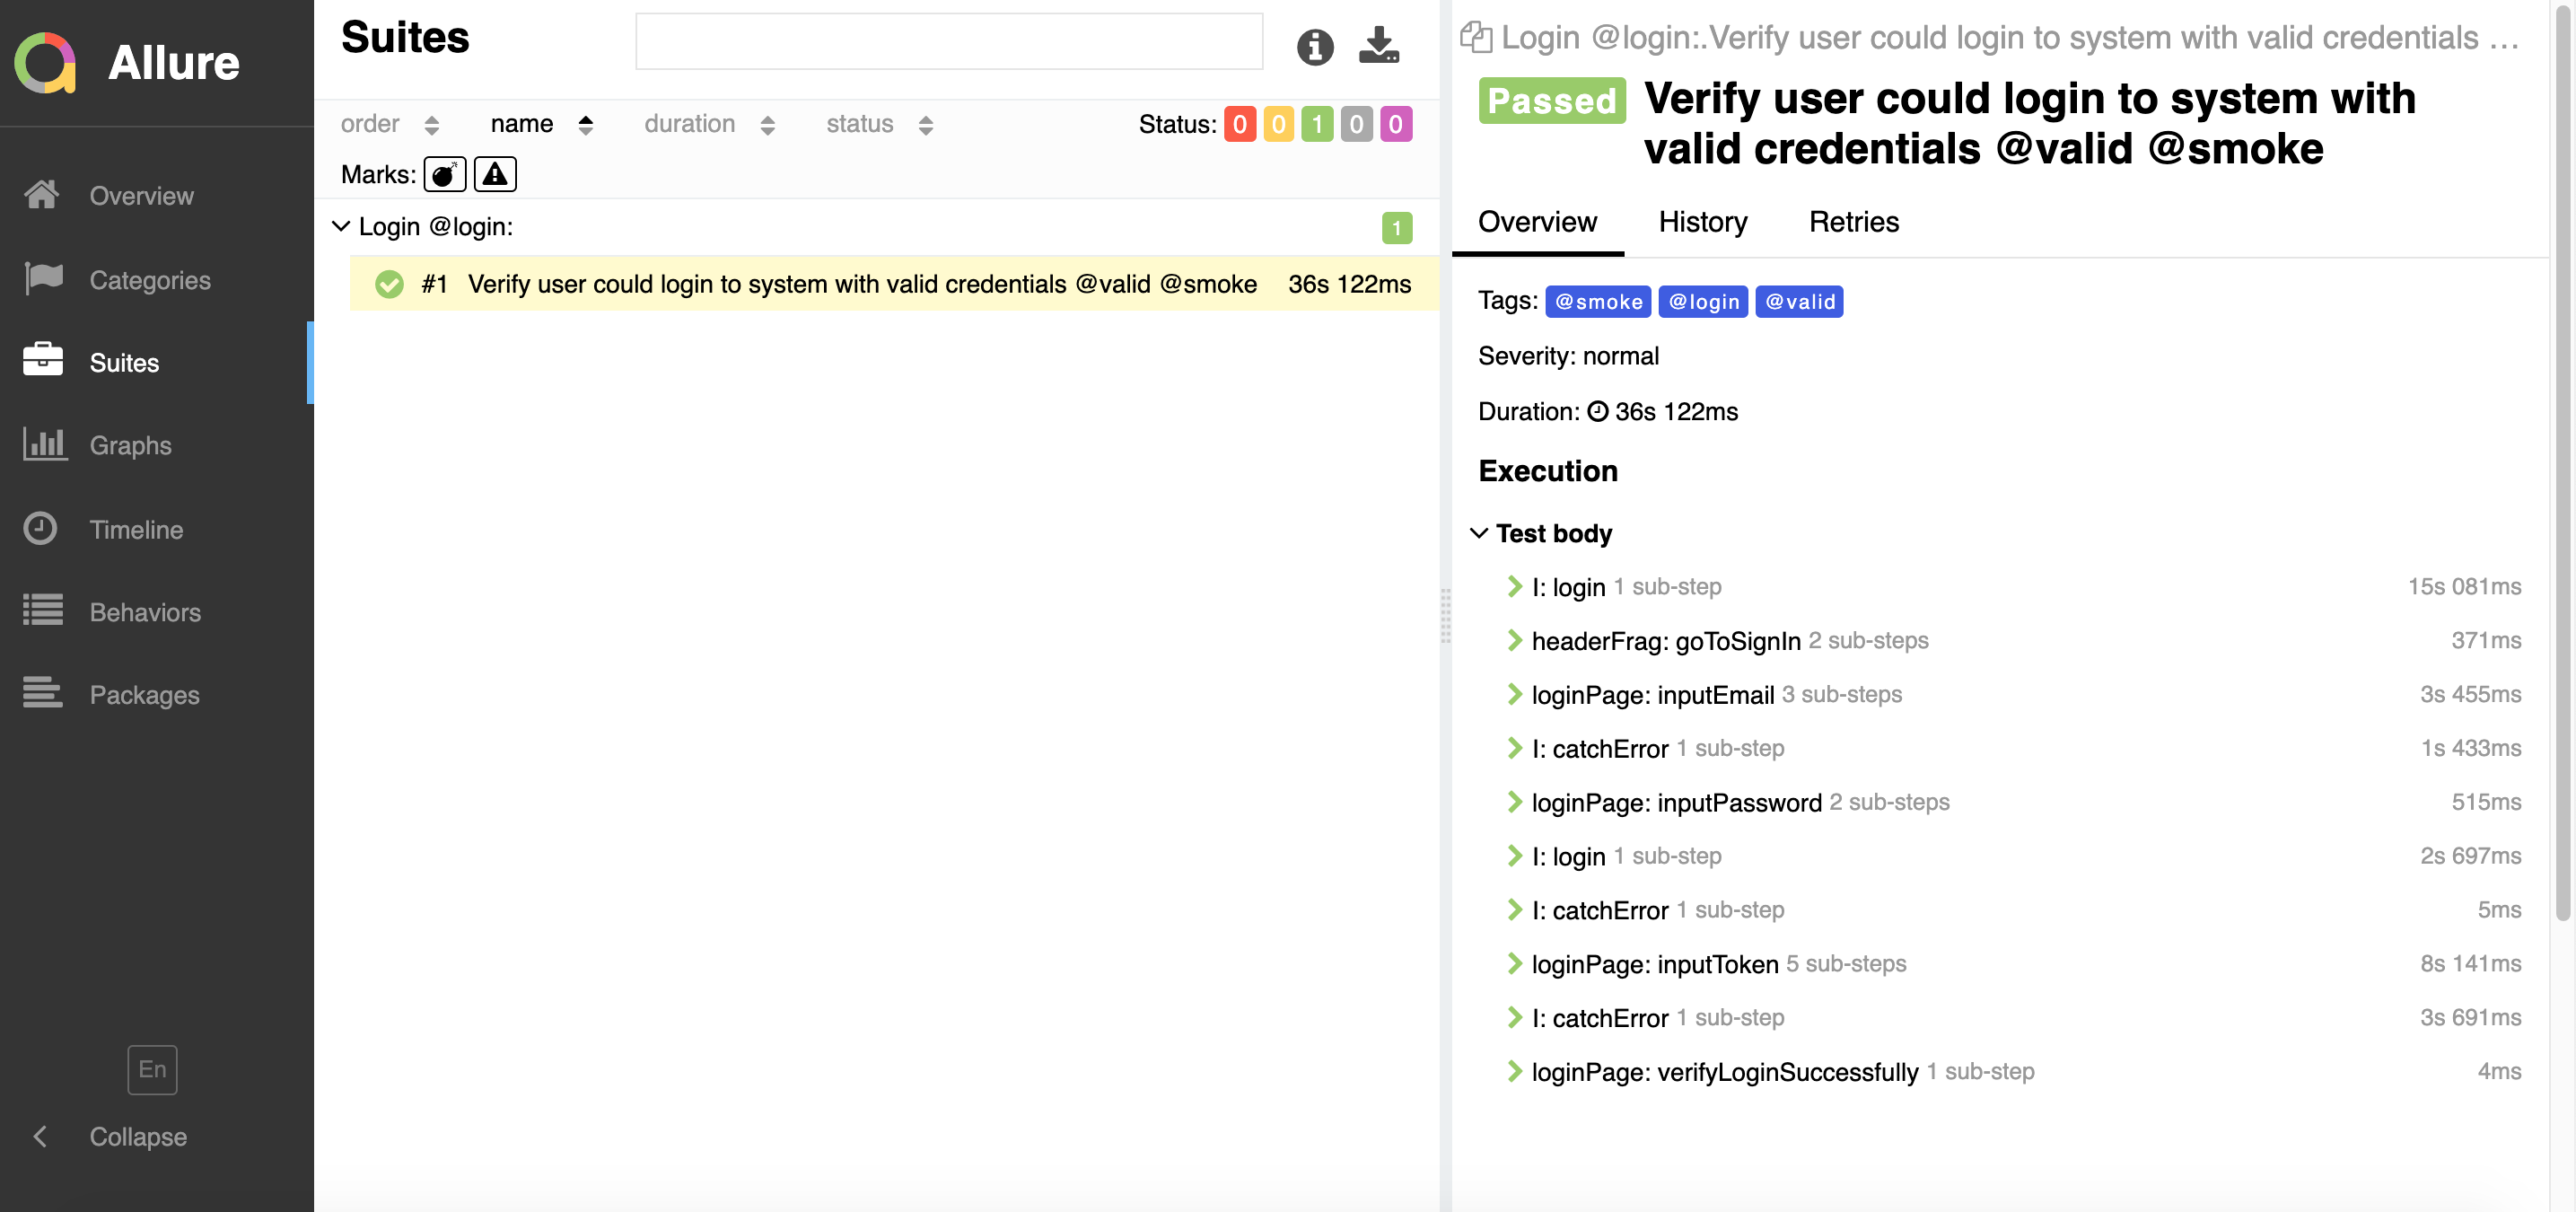 Allure
Overview
Categories
Suites
Graphs
Timeline
Behaviors
Packages
En
Collapse
Suites
order name duration status Status: 0 0 1 0 0
Marks:
Login @login: 1
#1 Verify user could login to system with valid credentials @valid @smoke 36s 122ms
Login @login:.Verify user could login to system with valid credentials …
Passed Verify user could login to system with
valid credentials @valid @smoke
Overview History Retries
Tags: @smoke @login @valid
Severity: normal
Duration: 36s 122ms
Execution
Test body
I: login 1 sub-step 15s 081ms
headerFrag: goToSignIn 2 sub-steps 371ms
loginPage: inputEmail 3 sub-steps 3s 455ms
I: catchError 1 sub-step 1s 433ms
loginPage: inputPassword 2 sub-steps 515ms
I: login 1 sub-step 2s 697ms
I: catchError 1 sub-step 5ms
loginPage: inputToken 5 sub-steps 8s 141ms
I: catchError 1 sub-step 3s 691ms
loginPage: verifyLoginSuccessfully 1 sub-step 4ms